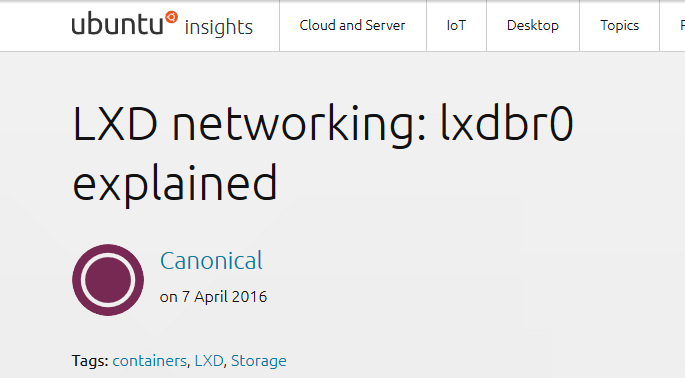 ubuntu insights Cloud and Server IoT Desktop Topics
LXD networking: lxdbr0
explained
Canonical
on 7 April 2016
Tags: containers, LXD, Storage